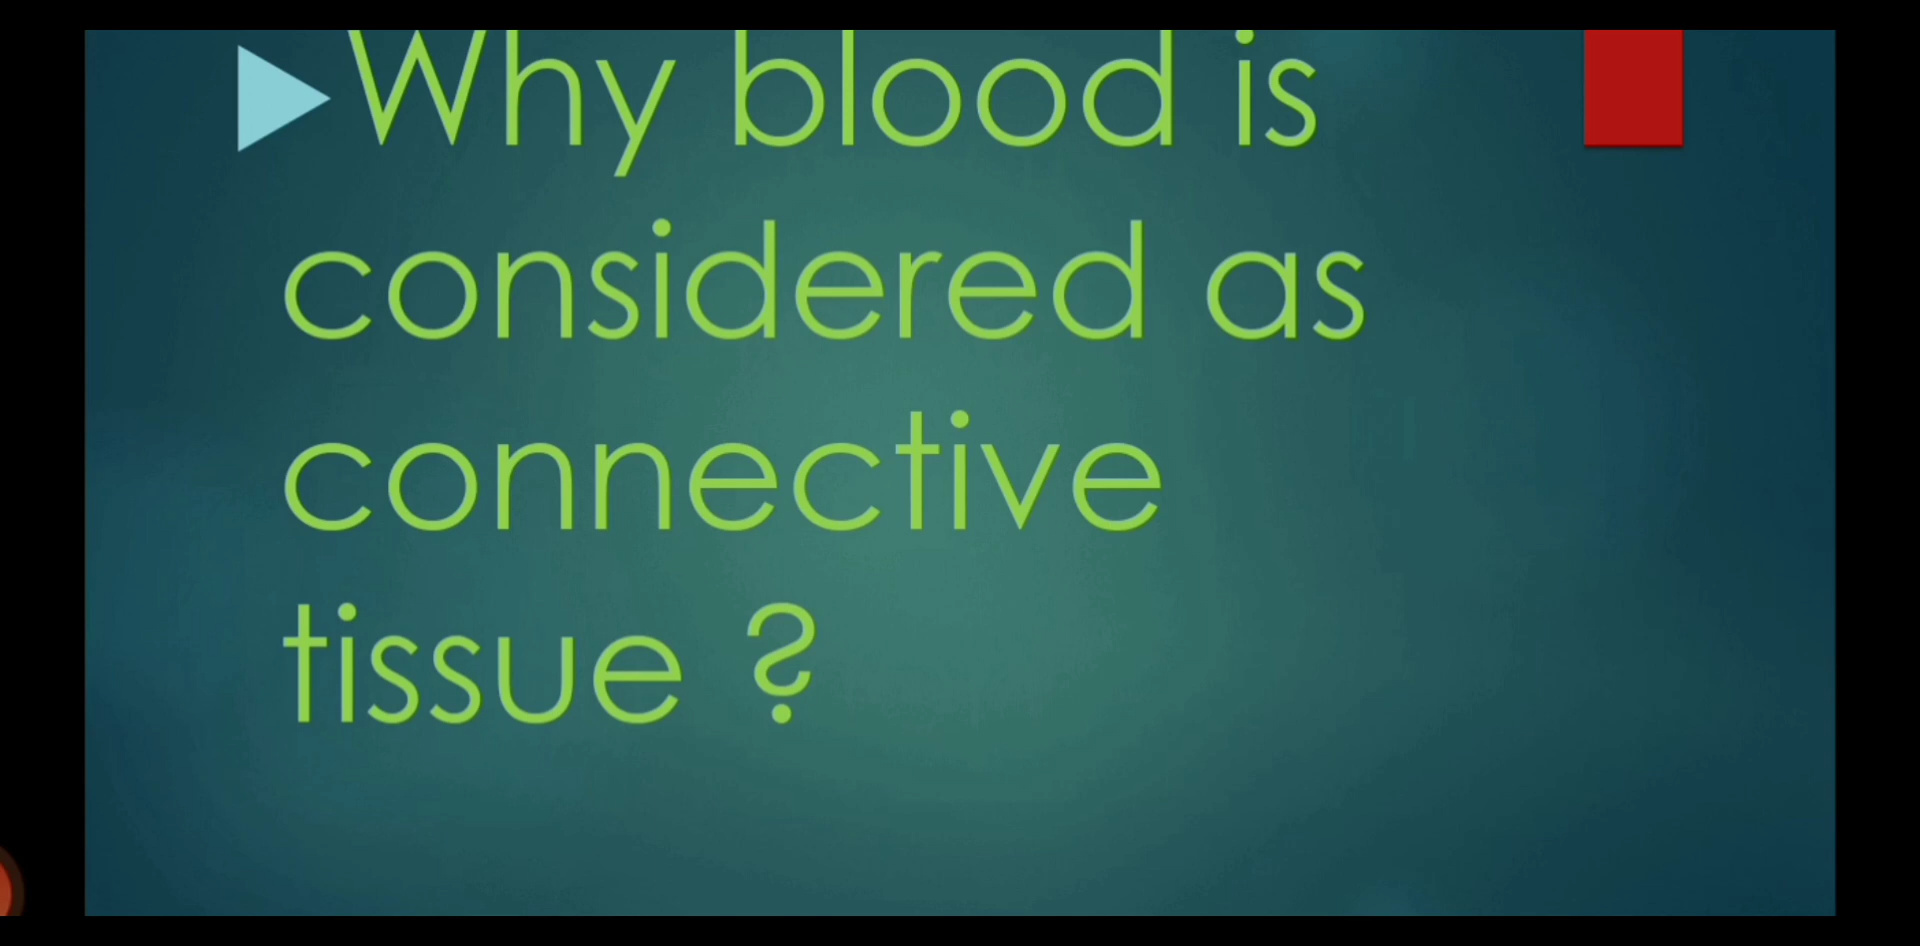 Why blood is
considered as
connective
tissue ?